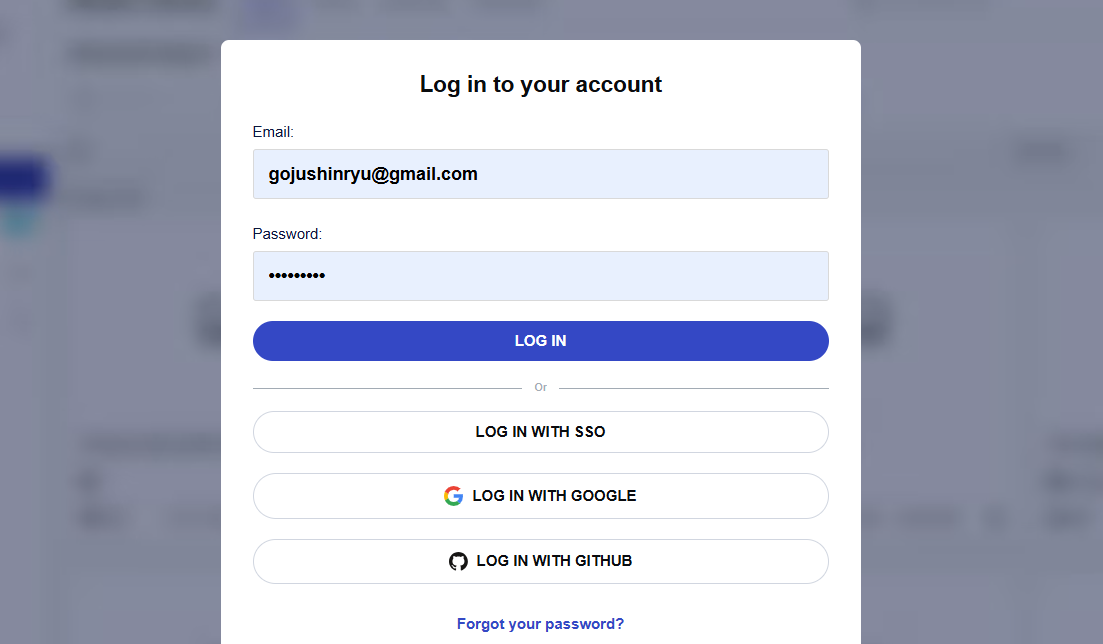 Log in to your account
Email:
gojushinryu@gmail.com
Password:
•••••••••
LOG IN
Or
LOG IN WITH SSO
LOG IN WITH GOOGLE
LOG IN WITH GITHUB
Forgot your password?